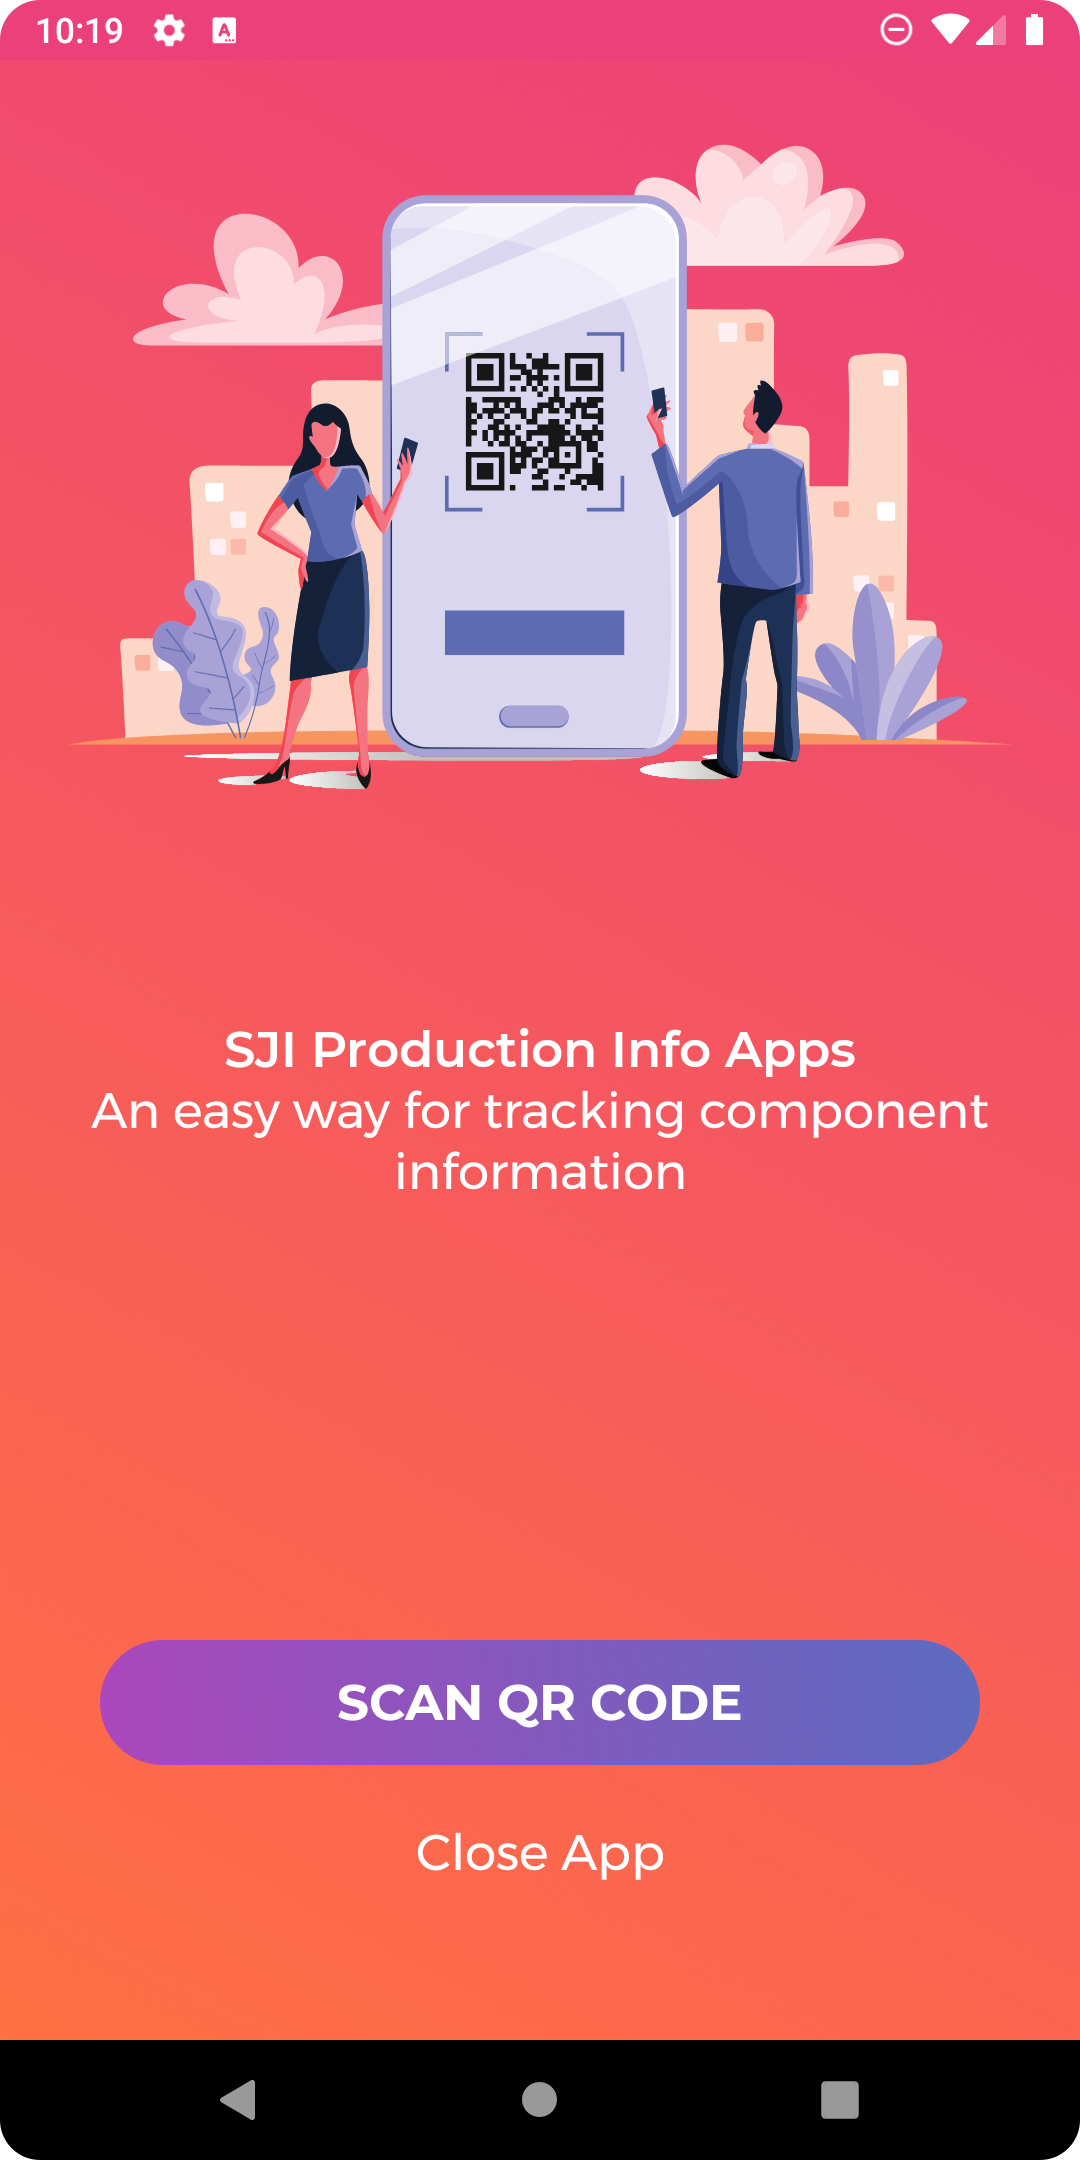 10:19
SJI Production Info Apps
An easy way for tracking component
information
SCAN QR CODE
Close App